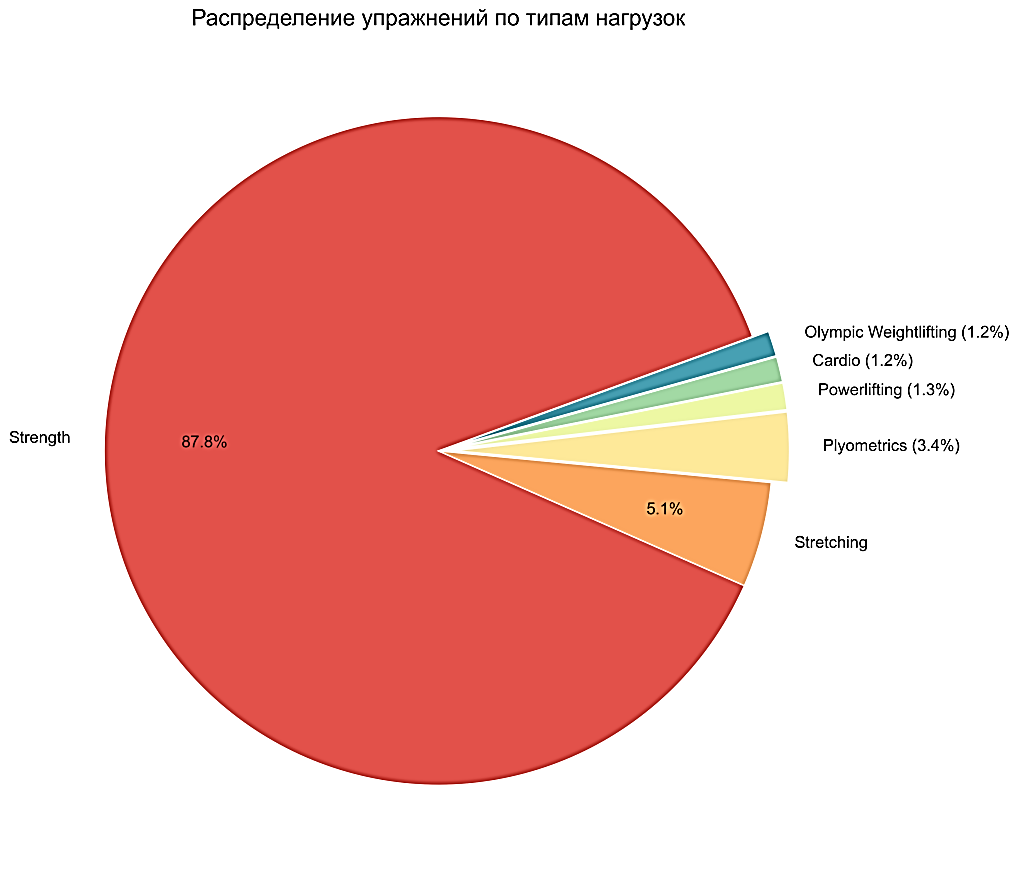 Распределение упражнений по типам нагрузок
Olympic Weightlifting (1.2%)
Cardio (1.2%)
Powerlifting (1.3%)
Strength
87.8%
Plyometrics (3.4%)
5.1%
Stretching